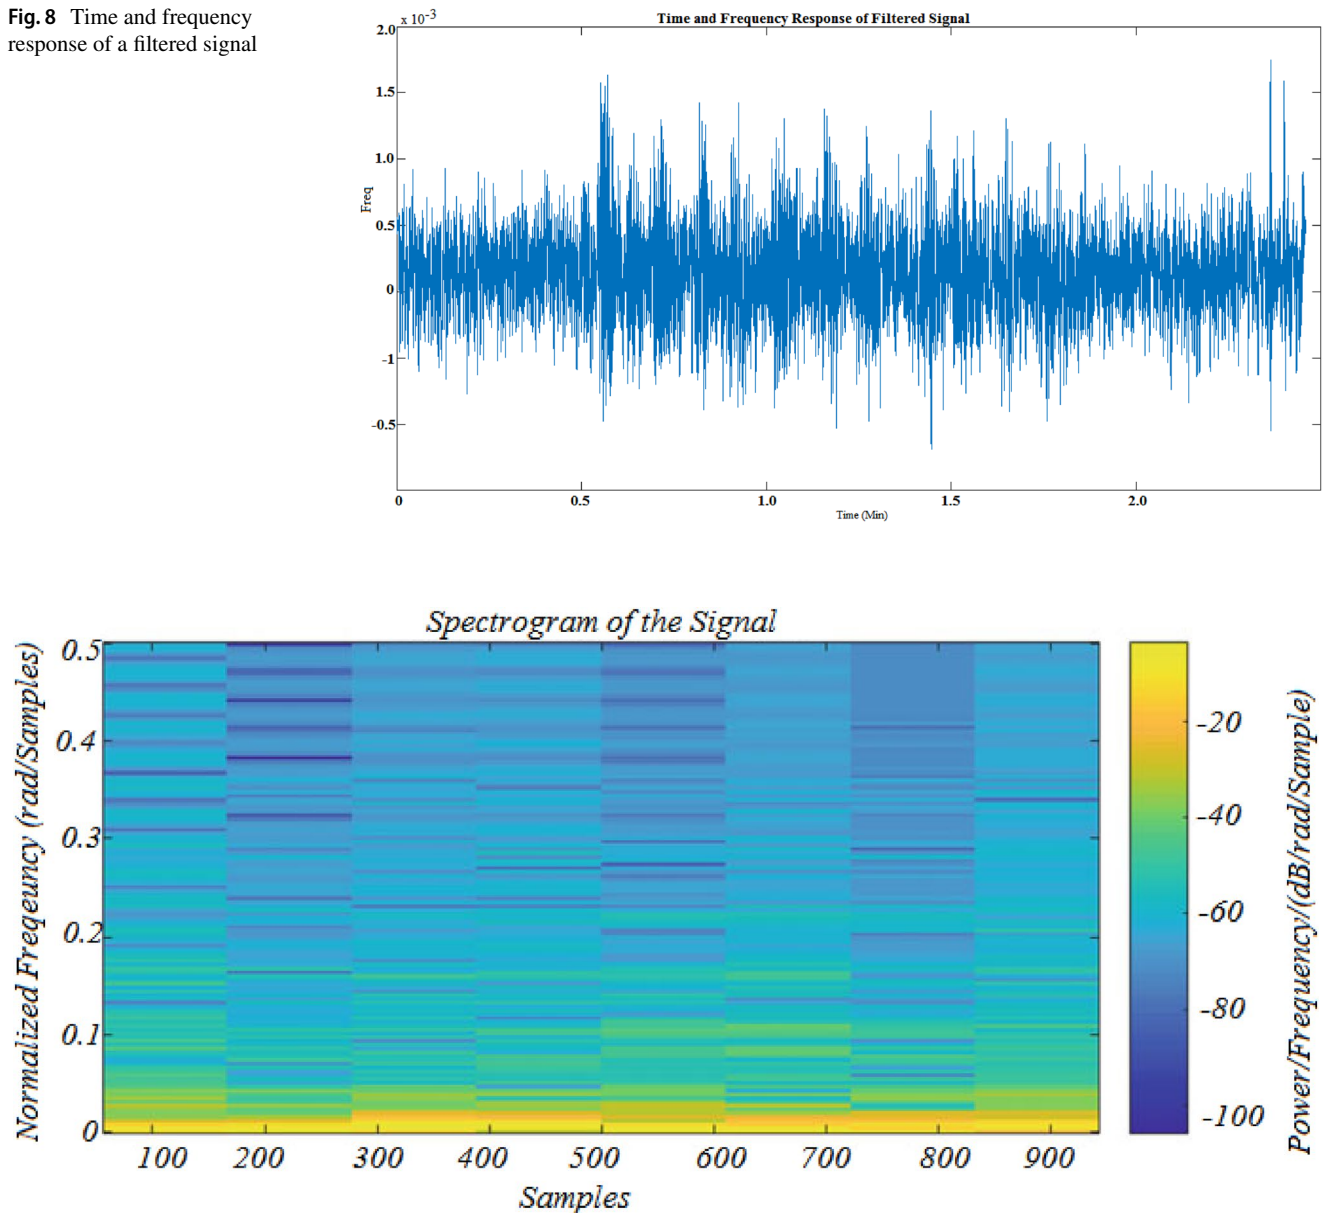 Fig. 8 Time and frequency
response of a filtered signal
Time and Frequency Response of Filtered Signal
x 10-3
2.0
1.5
1.0
0.5
0
-1
-0.5
Freq
0 0.5 1.0 1.5 2.0
Time (Min)
Spectrogram of the Signal
Normalized Freqeuncy (rad/Samples)
0.5
0.4
0.3
0.2
0.1
0
100 200 300 400 500 600 700 800 900
Samples
-20
-40
-60
-80
-100
Power/Frequency/(dB/rad/Sample)